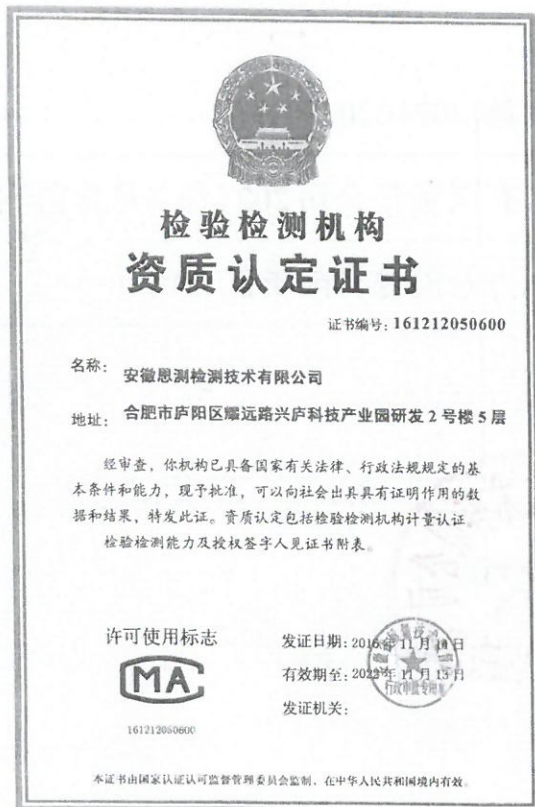 检验检测机构
资质认定证书
证书编号：161212050600
名称：安徽恩测检测技术有限公司
地址：合肥市庐阳区耀远路兴庐科技产业园研发2号楼5层
经审查，你机构已具备国家有关法律、行政法规规定的基
本条件和能力，现予批准，可以向社会出具具有证明作用的数
据和结果，特发此证。资质认定包括检验检测机构计量认证。
检验检测能力及授权签字人见证书附表。
许可使用标志
MA
161212050600
发证日期：2016年11月日
有效期至：2022年11月13日
发证机关：
行政审批专用
本证书由国家认证认可监督管理委员会监制，在中华人民共和国境内有效。